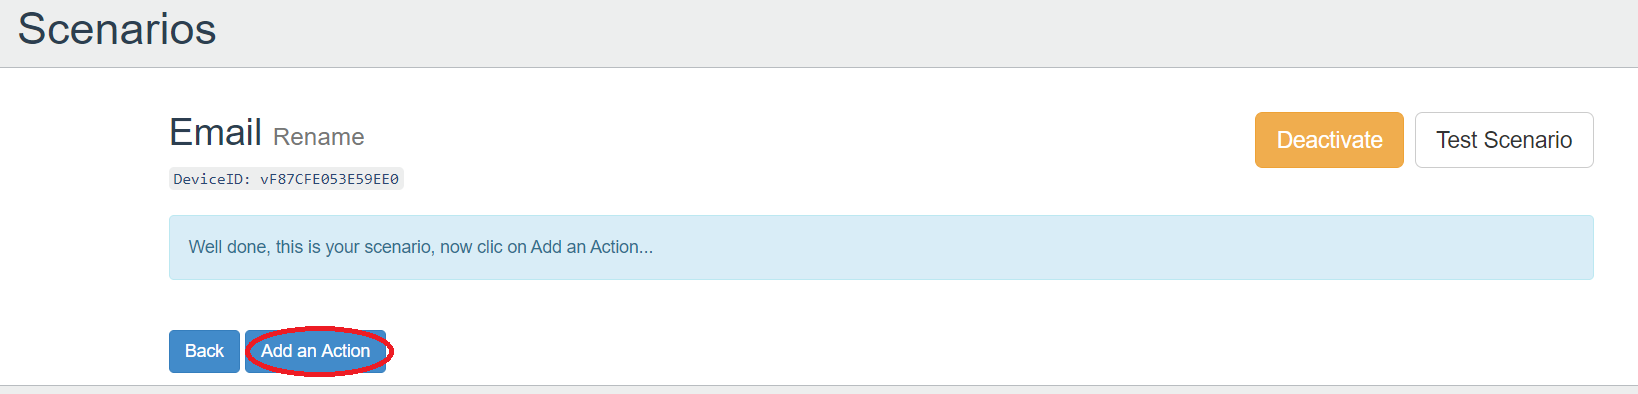 Scenarios
Email Rename
Deactivate
Test Scenario
DeviceID: vF87CFE053E59EE0
Well done, this is your scenario, now clic on Add an Action...
Back
Add an Action